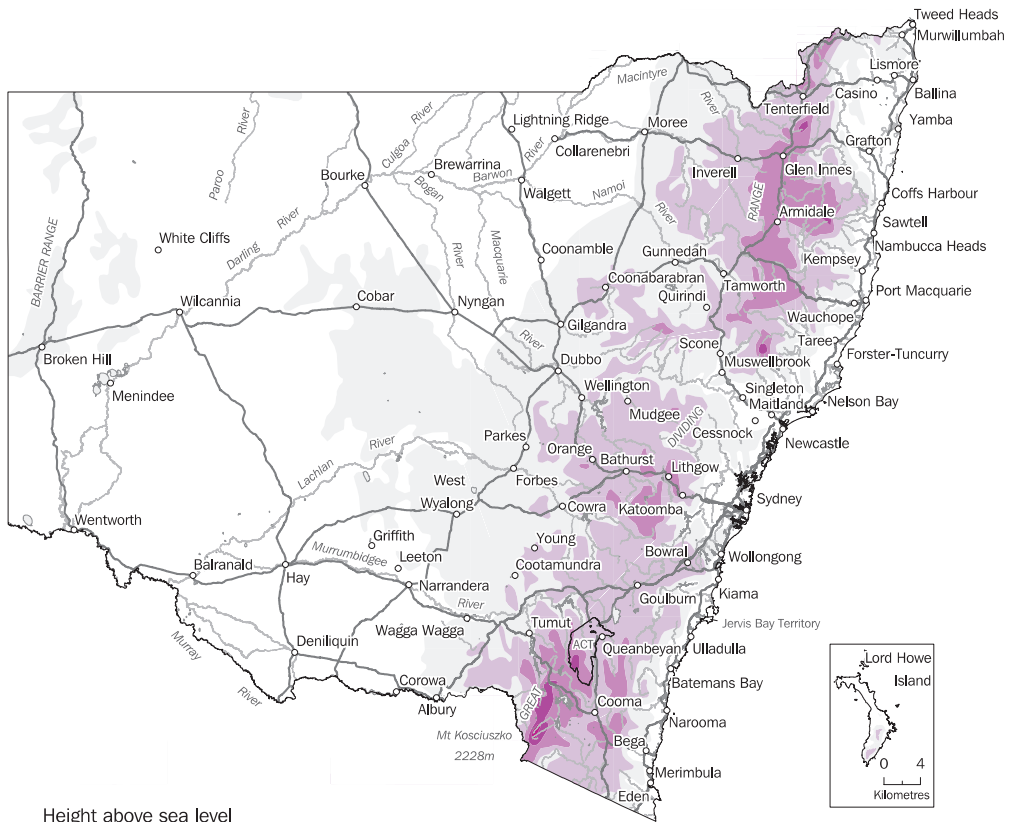 Tweed Heads
Murwillumbah
Lismore
Casino
Ballina
Macintyre
River
Tenterfield
Yamba
Lightning Ridge
Moree
River
Collarenebri
Grafton
Culgoa
River
Brewarrina
Barwon
River
Paroo
Bourke
Bogan
Walgett
Namoi
Inverell
Glen Innes
RANGE
Coffs Harbour
Armidale
Sawtell
River
White Cliffs
Darling
River
River
Macquarie
Coonamble
Gunnedah
River
Nambucca Heads
Kempsey
BARRIER RANGE
Coonabarabran
Quirindi
Tamworth
Port Macquarie
Wilcannia
Cobar
Nyngan
Gilgandra
River
Wauchope
Scone
Taree
Broken Hill
Dubbo
Muswellbrook
Forster-Tuncurry
Menindee
Wellington
Mudgee
Singleton
Maitland
Nelson Bay
DIVIDING
Cessnock
Newcastle
Parkes
Orange
Bathurst
Lithgow
Lachlan
River
Forbes
West
Wyalong
Cowra
Katoomba
Sydney
Wentworth
Griffith
Young
Bowral
Wollongong
Murrumbidgee
Leeton
Cootamundra
Balranald
Hay
Narrandera
River
Goulburn
Kiama
Wagga Wagga
Tumut
Jervis Bay Territory
ACT
Queanbeyan
Ulladulla
Murray
River
Deniliquin
Corowa
Albury
GREAT
Batemans Bay
Cooma
Narooma
Mt Kosciuszko
2228m
Bega
Merimbula
Eden
Lord Howe
Island
0 4
Kilometres
Height above sea level